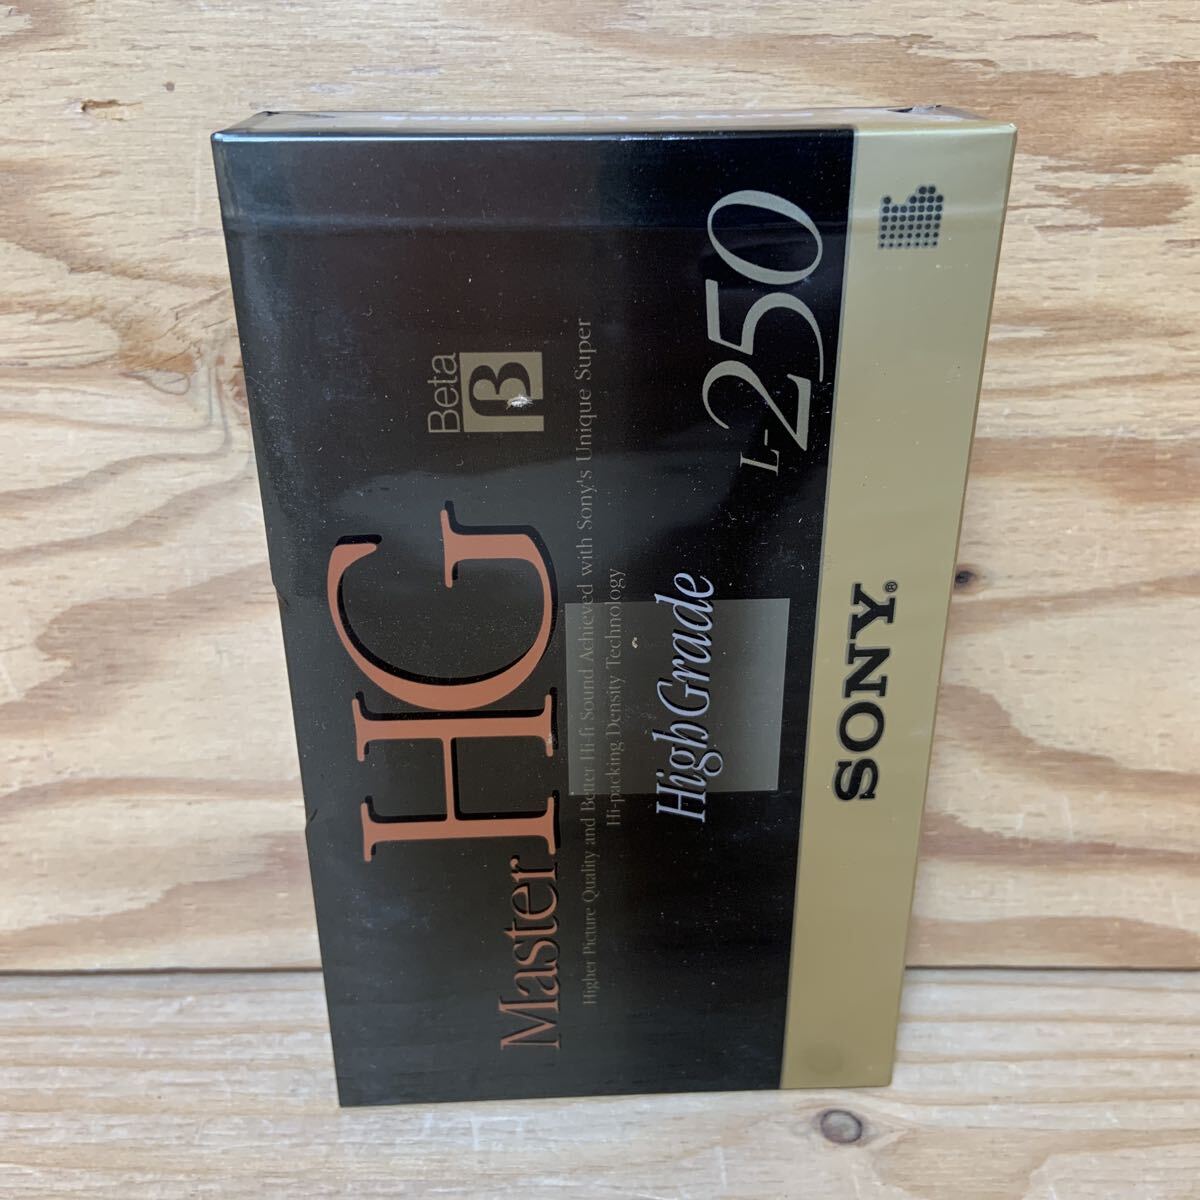 Master HG
Beta
β
Higher Picture Quality and Better Hi-fi Sound Achieved with Sony's Unique Super
Hi-packing Density Technology
High Grade
L-250
SONY®